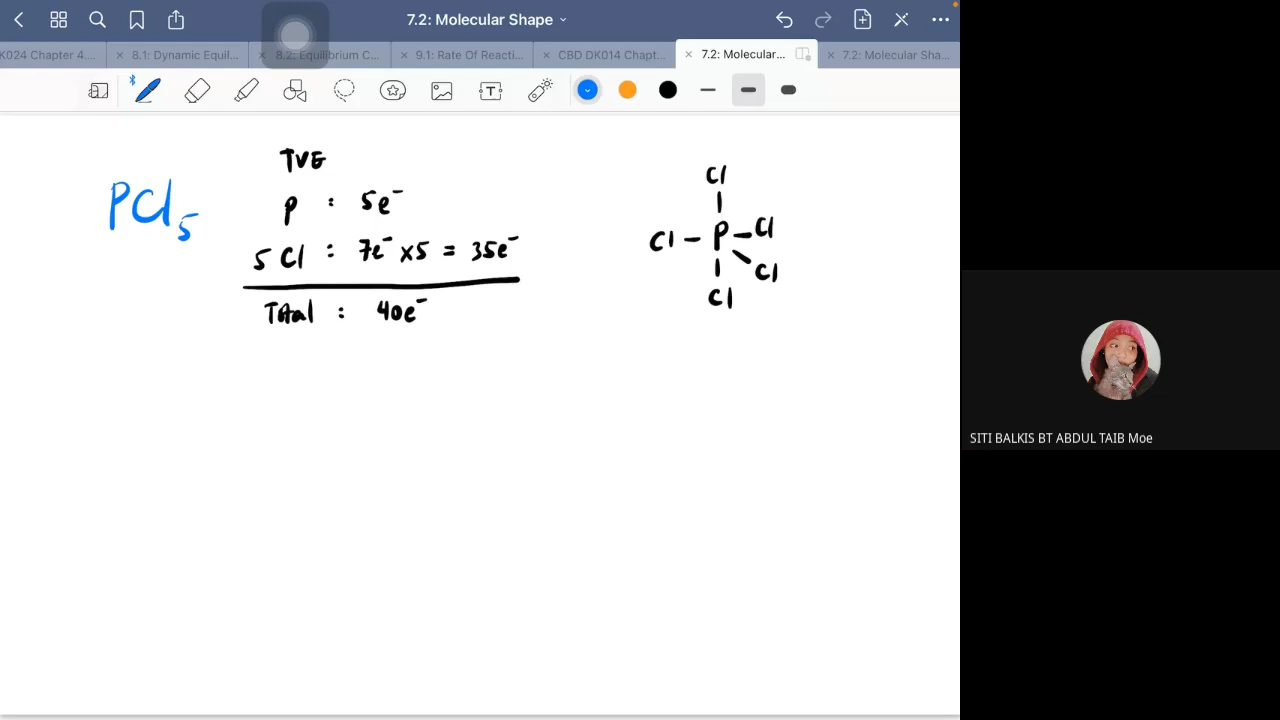 7.2: Molecular Shape
K024 Chapter 4....
× 8.1: Dynamic Equil...
× 8.2: Equilibrium C...
× 9.1: Rate Of Reacti...
× CBD DK014 Chapt...
× 7.2: Molecular...
× 7.2: Molecular Sha...
PCl₅
TVE
P : 5e⁻
5 Cl : 7e⁻ ×5 = 35e⁻
Total : 40e⁻
Cl
Cl – P – Cl
Cl
Cl
SITI BALKIS BT ABDUL TAIB Moe